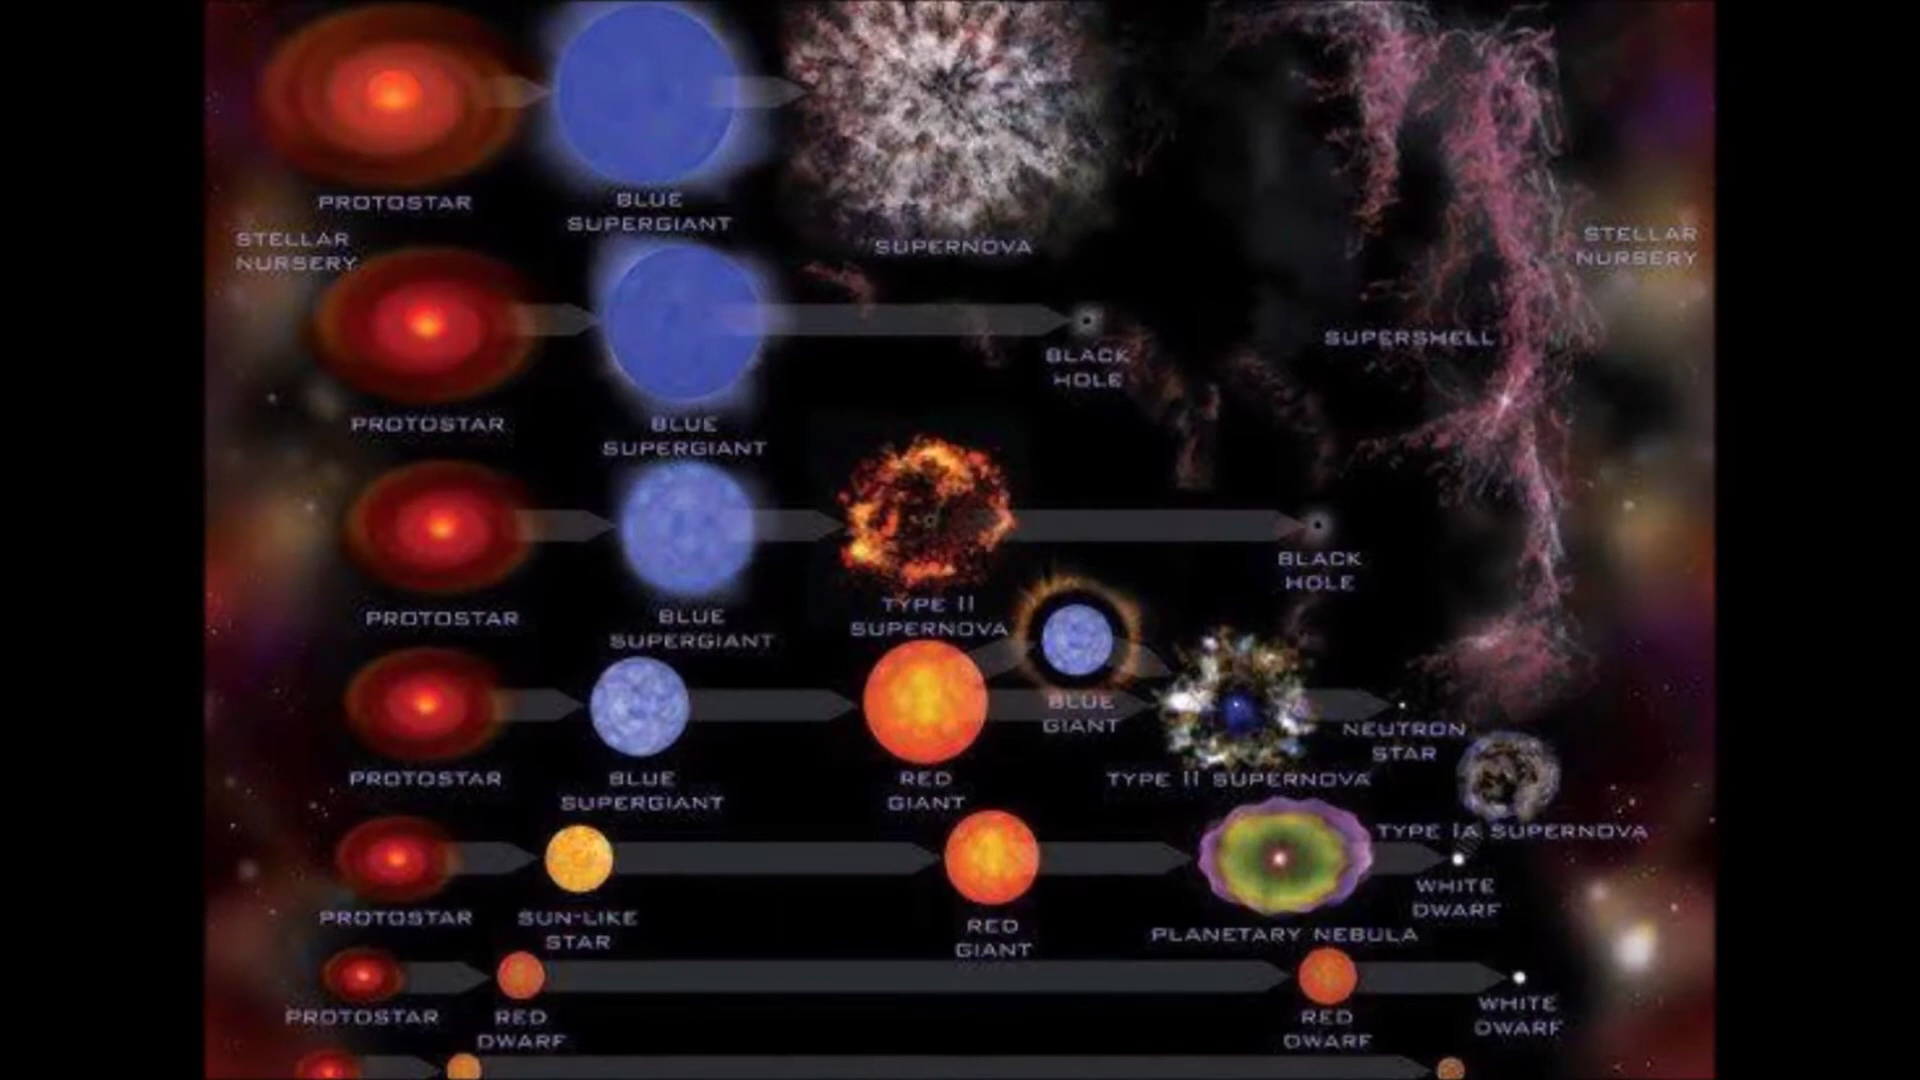 PROTOSTAR
BLUE
SUPERGIANT
SUPERNOVA
STELLAR
NURSERY
STELLAR
NURSERY
SUPERSHELL
PROTOSTAR
BLUE
SUPERGIANT
BLACK
HOLE
PROTOSTAR
BLUE
SUPERGIANT
TYPE II
SUPERNOVA
BLACK
HOLE
PROTOSTAR
BLUE
SUPERGIANT
RED
GIANT
BLUE
GIANT
TYPE II SUPERNOVA
NEUTRON
STAR
TYPE IA SUPERNOVA
PROTOSTAR
SUN-LIKE
STAR
RED
GIANT
PLANETARY NEBULA
WHITE
DWARF
PROTOSTAR
RED
DWARF
RED
DWARF
WHITE
DWARF